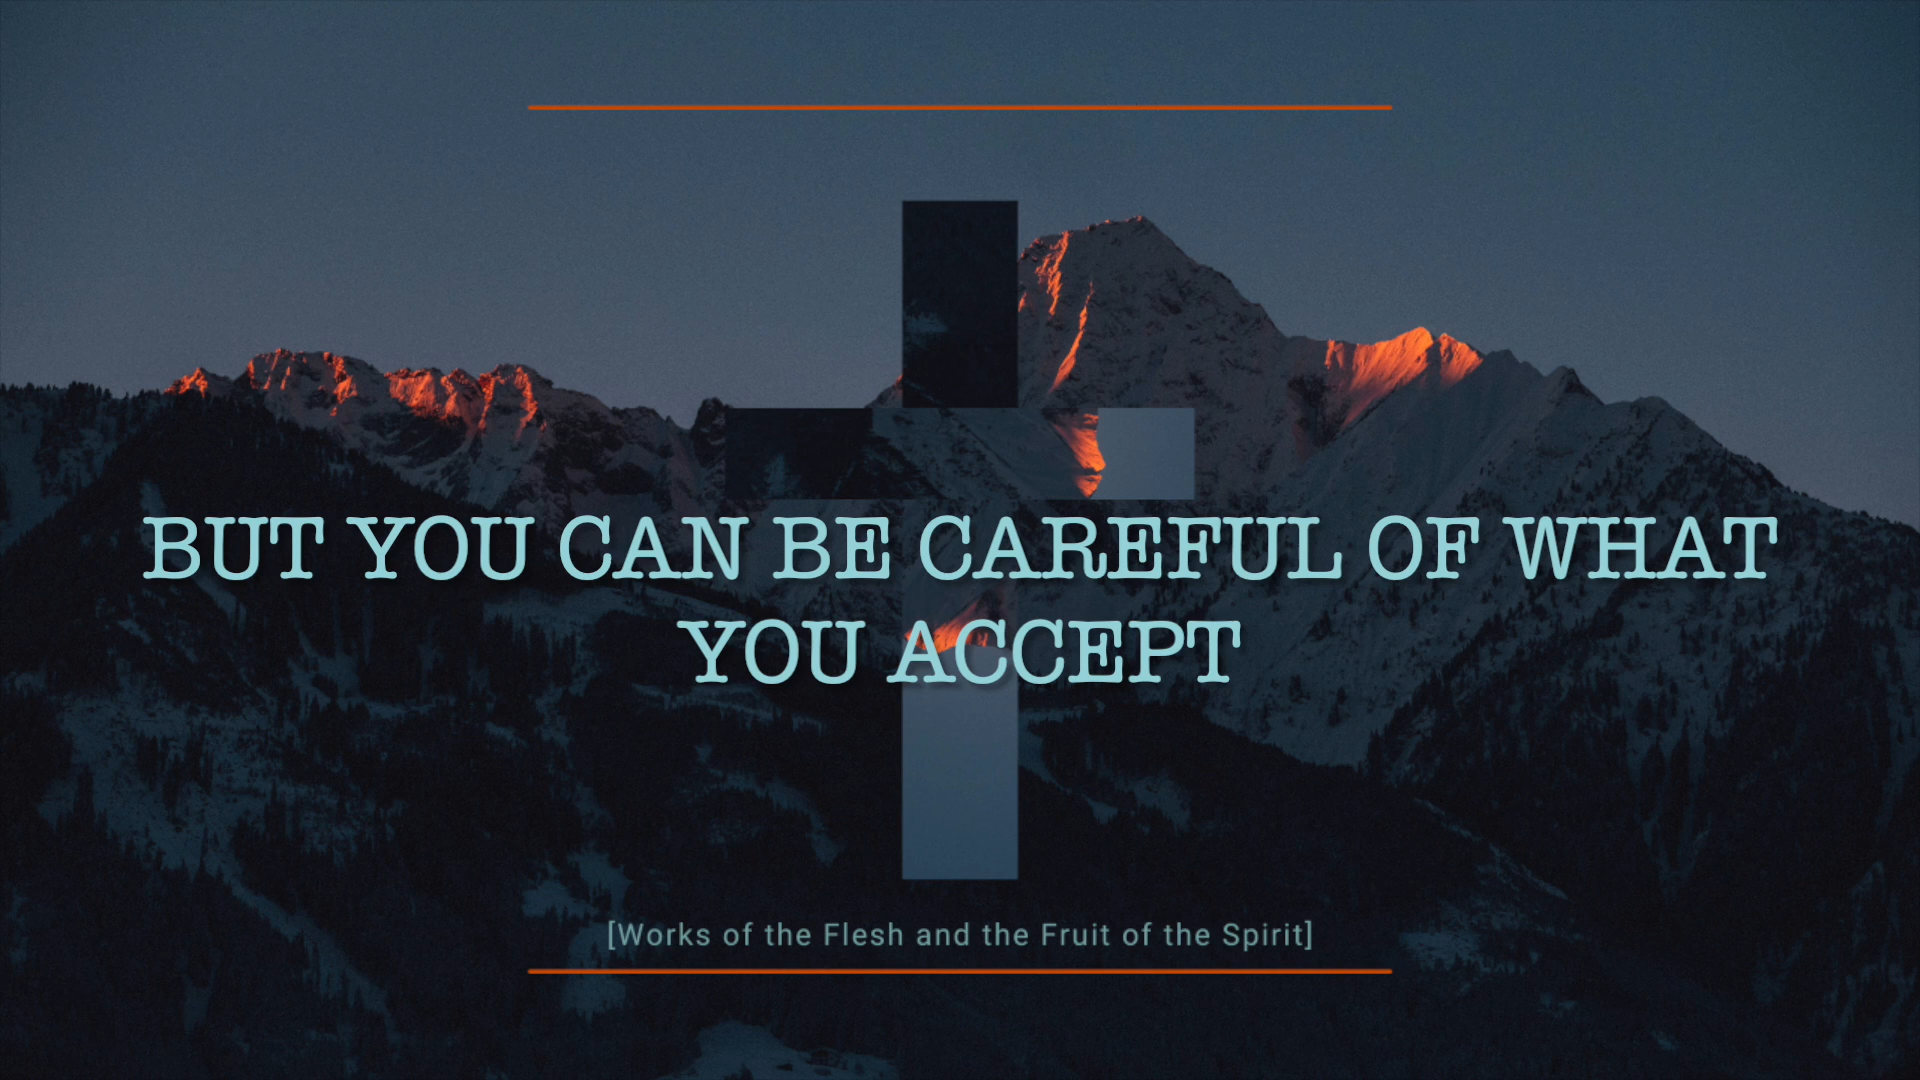 BUT YOU CAN BE CAREFUL OF WHAT
YOU ACCEPT
[Works of the Flesh and the Fruit of the Spirit]